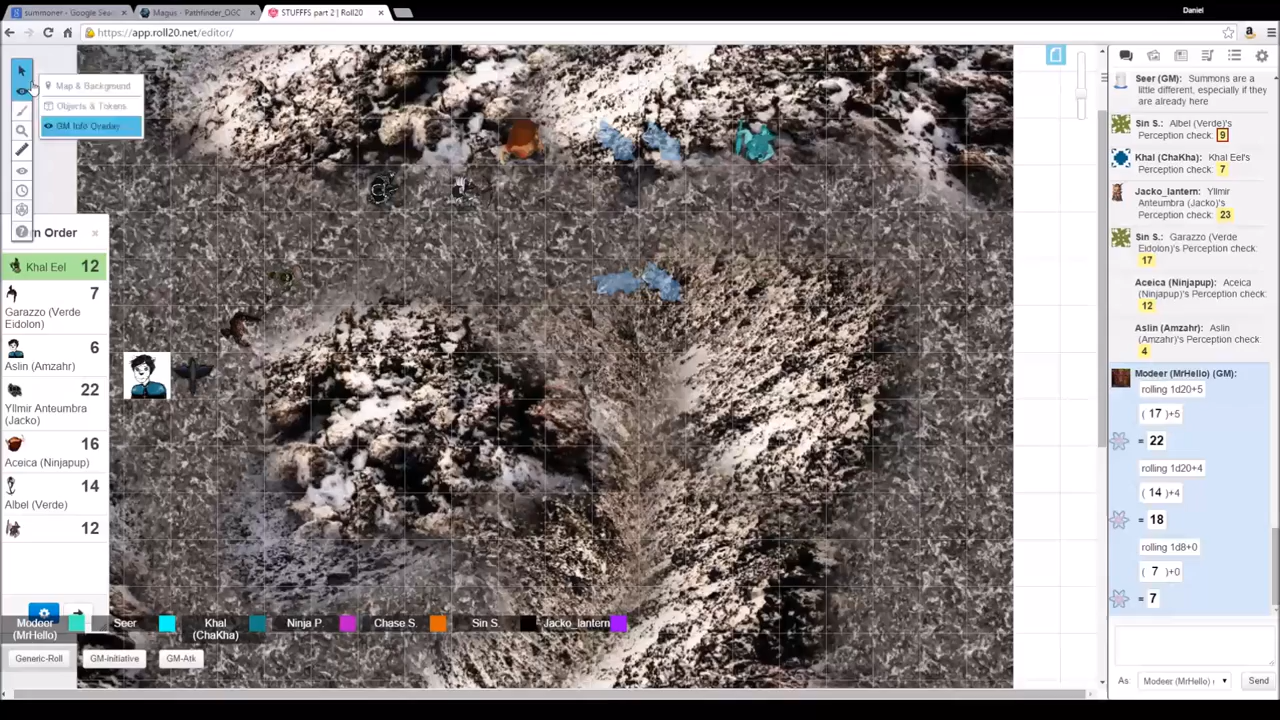 Daniel
summoner - Google Sea
Magus - Pathfinder_OGC
STUFFFS part 2 | Roll20
https://app.roll20.net/editor/
Map & Background
Objects & Tokens
GM Info Overlay
n Order
Khal Eel 12
7
Garazzo (Verde
Eidolon)
6
Aslin (Amzahr)
22
Yllmir Anteumbra
(Jacko)
16
Aceica (Ninjapup)
14
Albel (Verde)
12
Modeer
(MrHello)
Seer
Khal
(ChaKha)
Ninja P.
Chase S.
Sin S.
Jacko_lantern
Generic-Roll
GM-initiative
GM-Atk
Seer (GM): Summons are a
little different, especially if they
are already here
Sin S.: Albel (Verde)'s
Perception check: 9
Khal (ChaKha): Khal Eel's
Perception check: 7
Jacko_lantern: Yllmir
Anteumbra (Jacko)'s
Perception check: 23
Sin S.: Garazzo (Verde
Eidolon)'s Perception check:
17
Aceica (Ninjapup): Aceica
(Ninjapup)'s Perception check:
12
Aslin (Amzahr): Aslin
(Amzahr)'s Perception check:
4
Modeer (MrHello) (GM):
rolling 1d20+5
( 17 )+5
= 22
rolling 1d20+4
( 14 )+4
= 18
rolling 1d8+0
( 7 )+0
= 7
As: Modeer (MrHello) (
Send